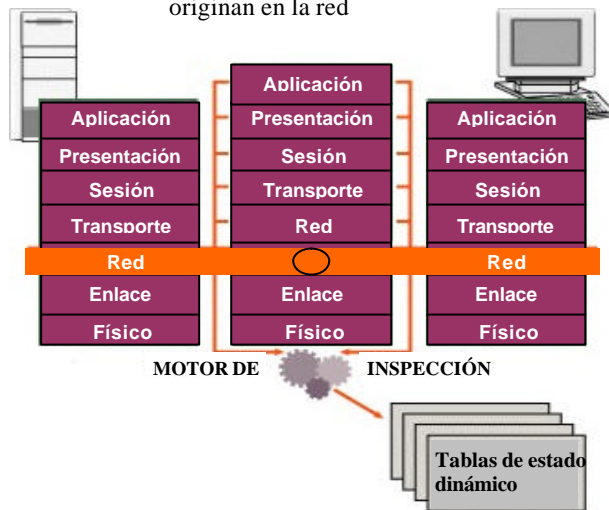 originan en la red
Aplicación
Presentación
Sesión
Transporte
Red
Enlace
Físico
Aplicación
Presentación
Sesión
Transporte
Red
Enlace
Físico
Aplicación
Presentación
Sesión
Transporte
Red
Enlace
Físico
MOTOR DE INSPECCIÓN
Tablas de estado
dinámico